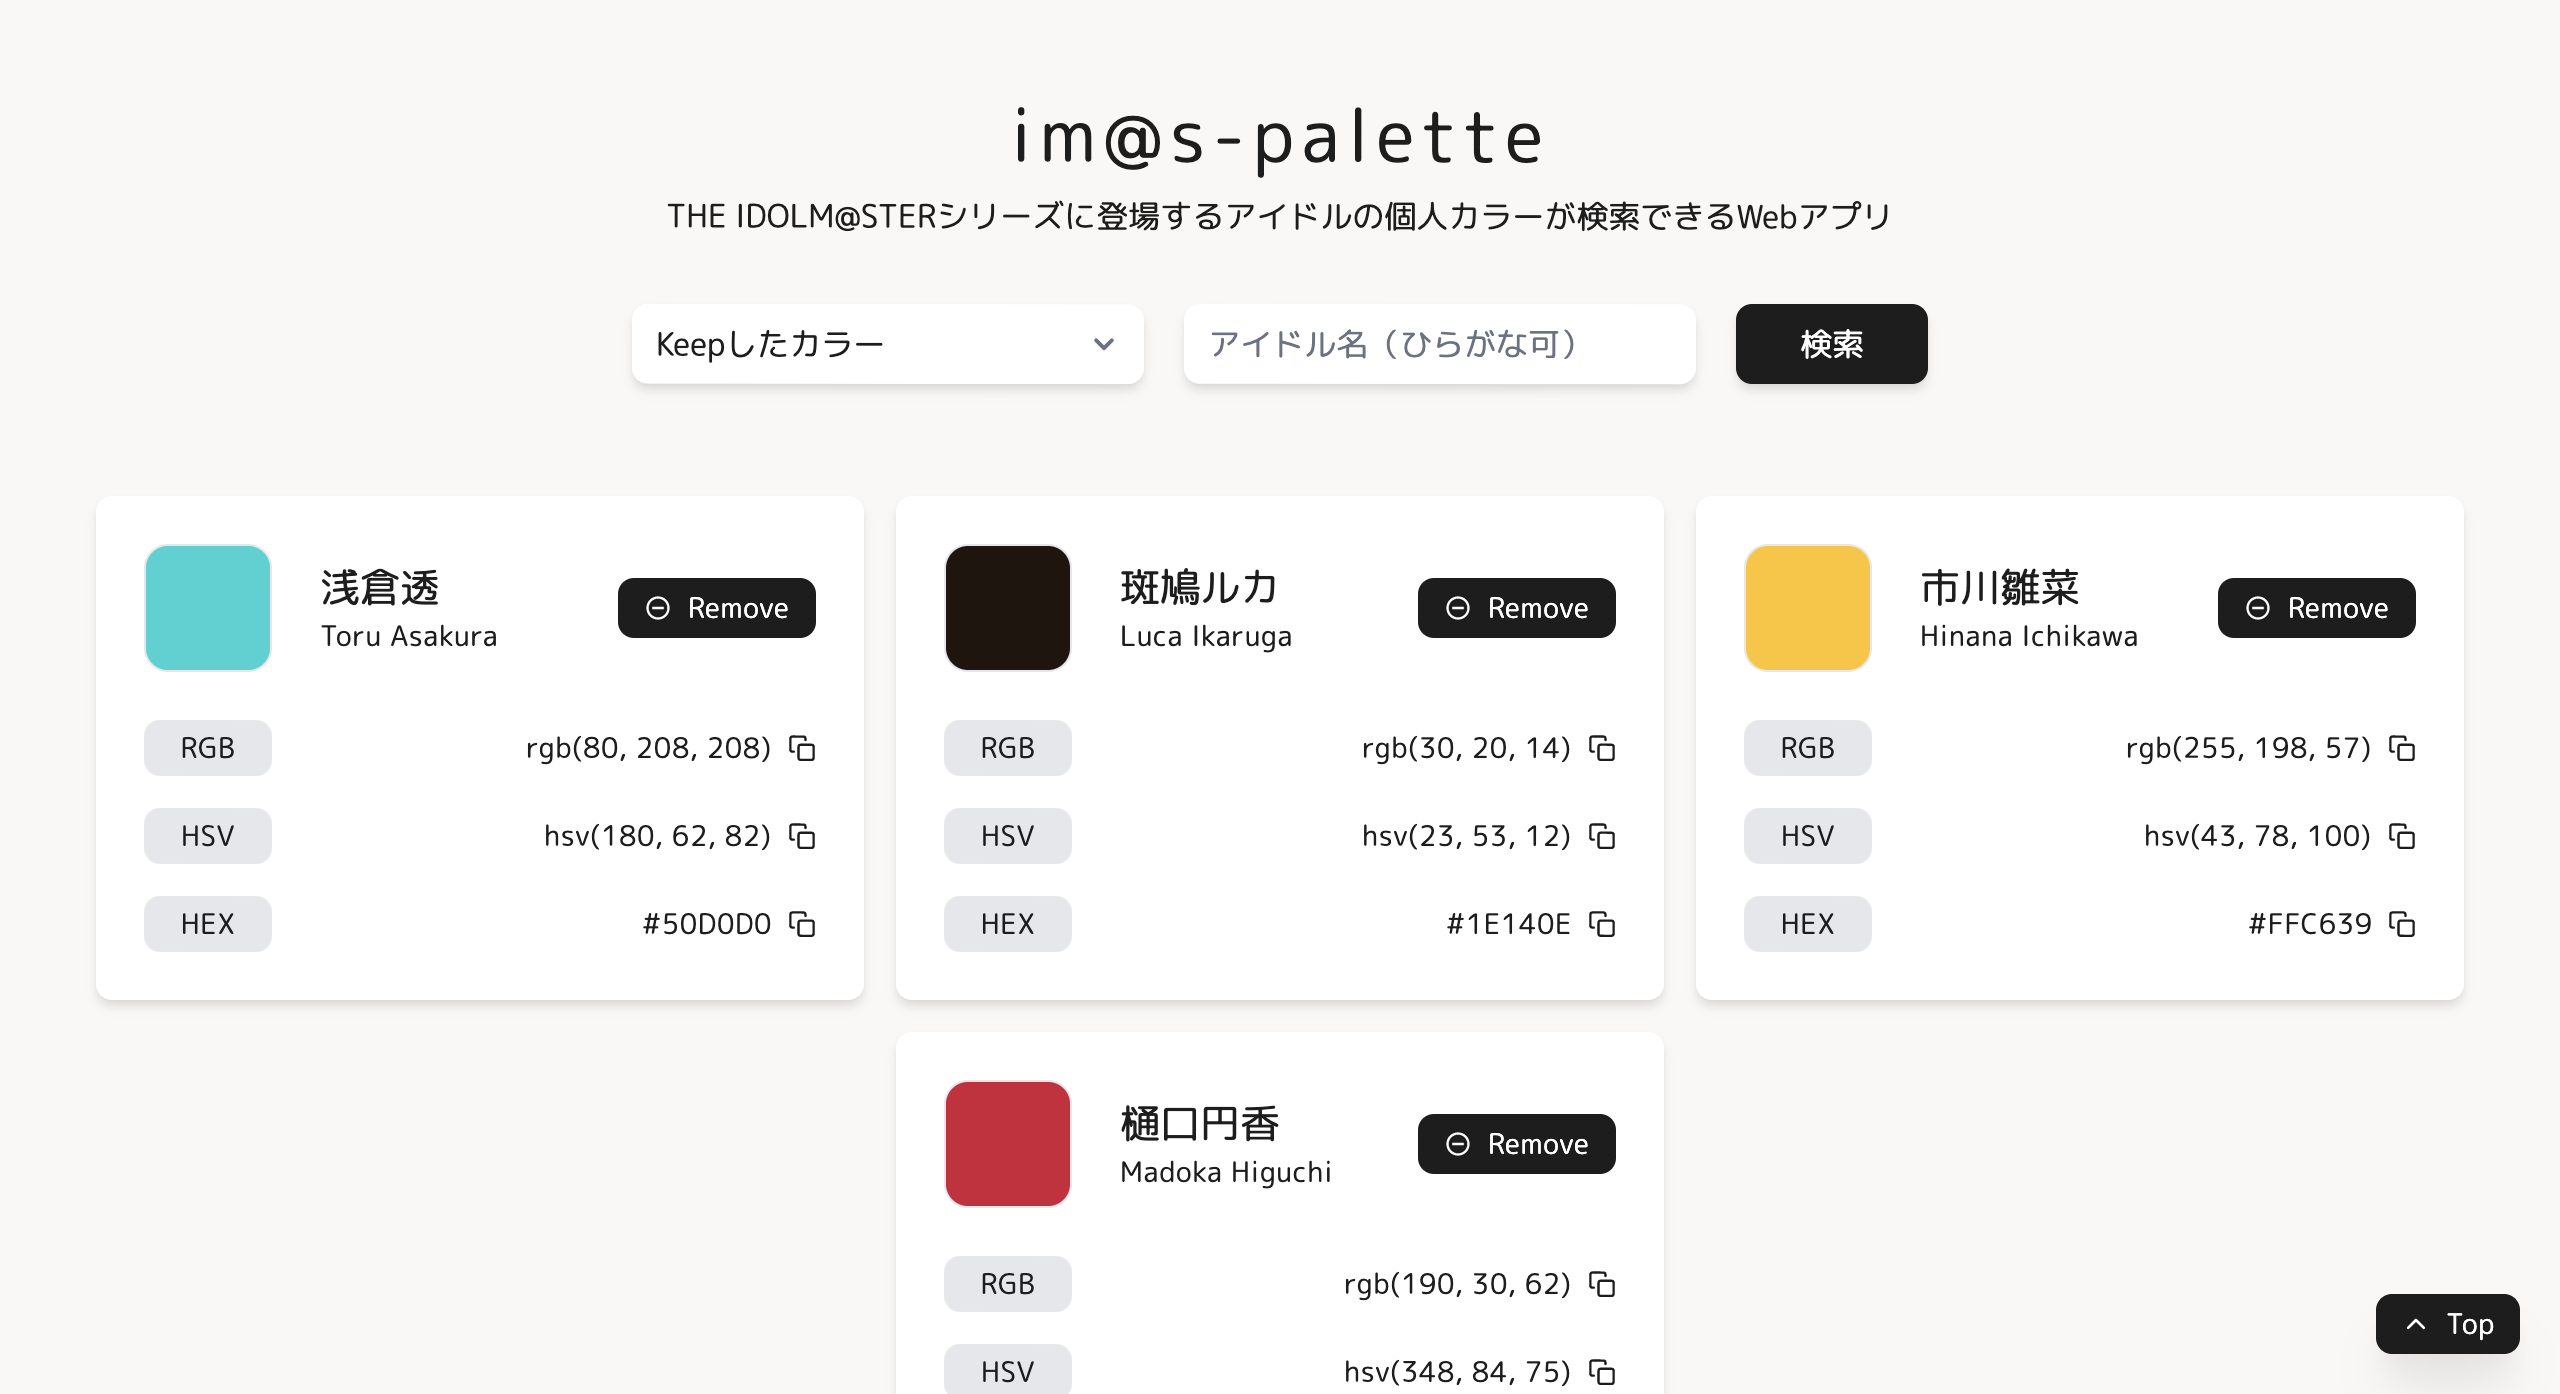 im@s-palette
THE IDOLM@STERシリーズに登場するアイドルの個人カラーが検索できるWebアプリ
Keepしたカラー
アイドル名（ひらがな可）
検索
浅倉透
Toru Asakura
Remove
RGB
rgb(80, 208, 208)
HSV
hsv(180, 62, 82)
HEX
#50D0D0
斑鳩ルカ
Luca Ikaruga
Remove
RGB
rgb(30, 20, 14)
HSV
hsv(23, 53, 12)
HEX
#1E140E
市川雛菜
Hinana Ichikawa
Remove
RGB
rgb(255, 198, 57)
HSV
hsv(43, 78, 100)
HEX
#FFC639
樋口円香
Madoka Higuchi
Remove
RGB
rgb(190, 30, 62)
HSV
hsv(348, 84, 75)
Top